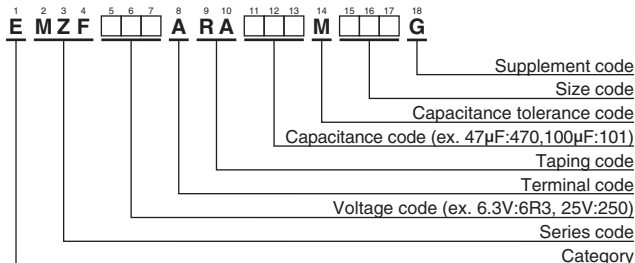 1 2 3 4 5 6 7 8 9 10 11 12 13 14 15 16 17 18
E M Z F □□□ A R A □□□ M □□□ G
Supplement code
Size code
Capacitance tolerance code
Capacitance code (ex. 47µF:470,100µF:101)
Taping code
Terminal code
Voltage code (ex. 6.3V:6R3, 25V:250)
Series code
Category